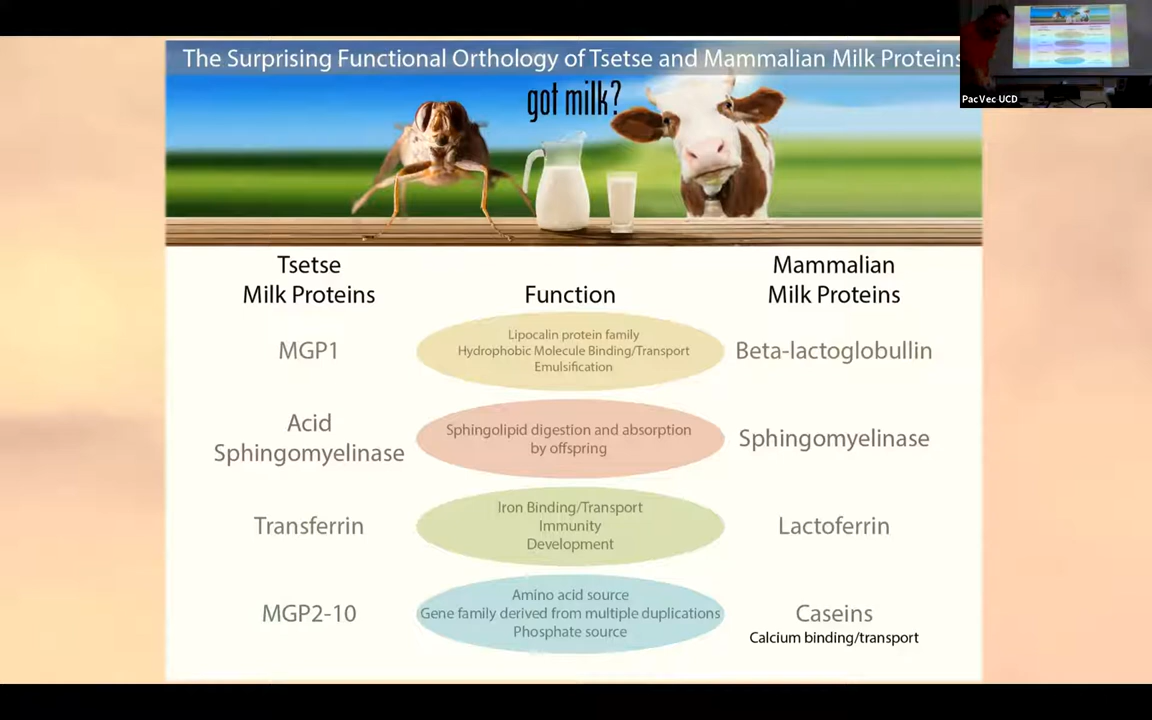 The Surprising Functional Orthology of Tsetse and Mammalian Milk Proteins
got milk?
PacVec UCD
Tsetse
Milk Proteins
Function
Mammalian
Milk Proteins
MGP1
Lipocalin protein family
Hydrophobic Molecule Binding/Transport
Emulsification
Beta-lactoglobullin
Acid
Sphingomyelinase
Sphingolipid digestion and absorption
by offspring
Sphingomyelinase
Transferrin
Iron Binding/Transport
Immunity
Development
Lactoferrin
MGP2-10
Amino acid source
Gene family derived from multiple duplications
Phosphate source
Caseins
Calcium binding/transport